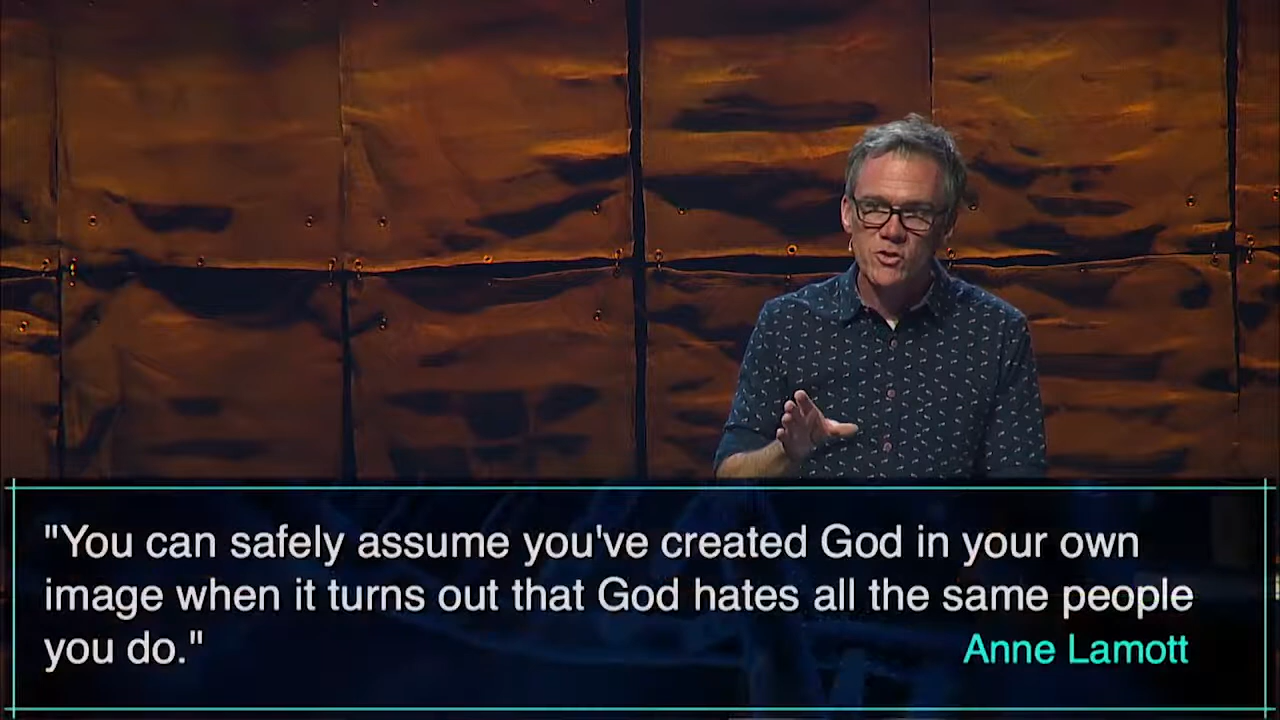 "You can safely assume you've created God in your own
image when it turns out that God hates all the same people
you do."
Anne Lamott